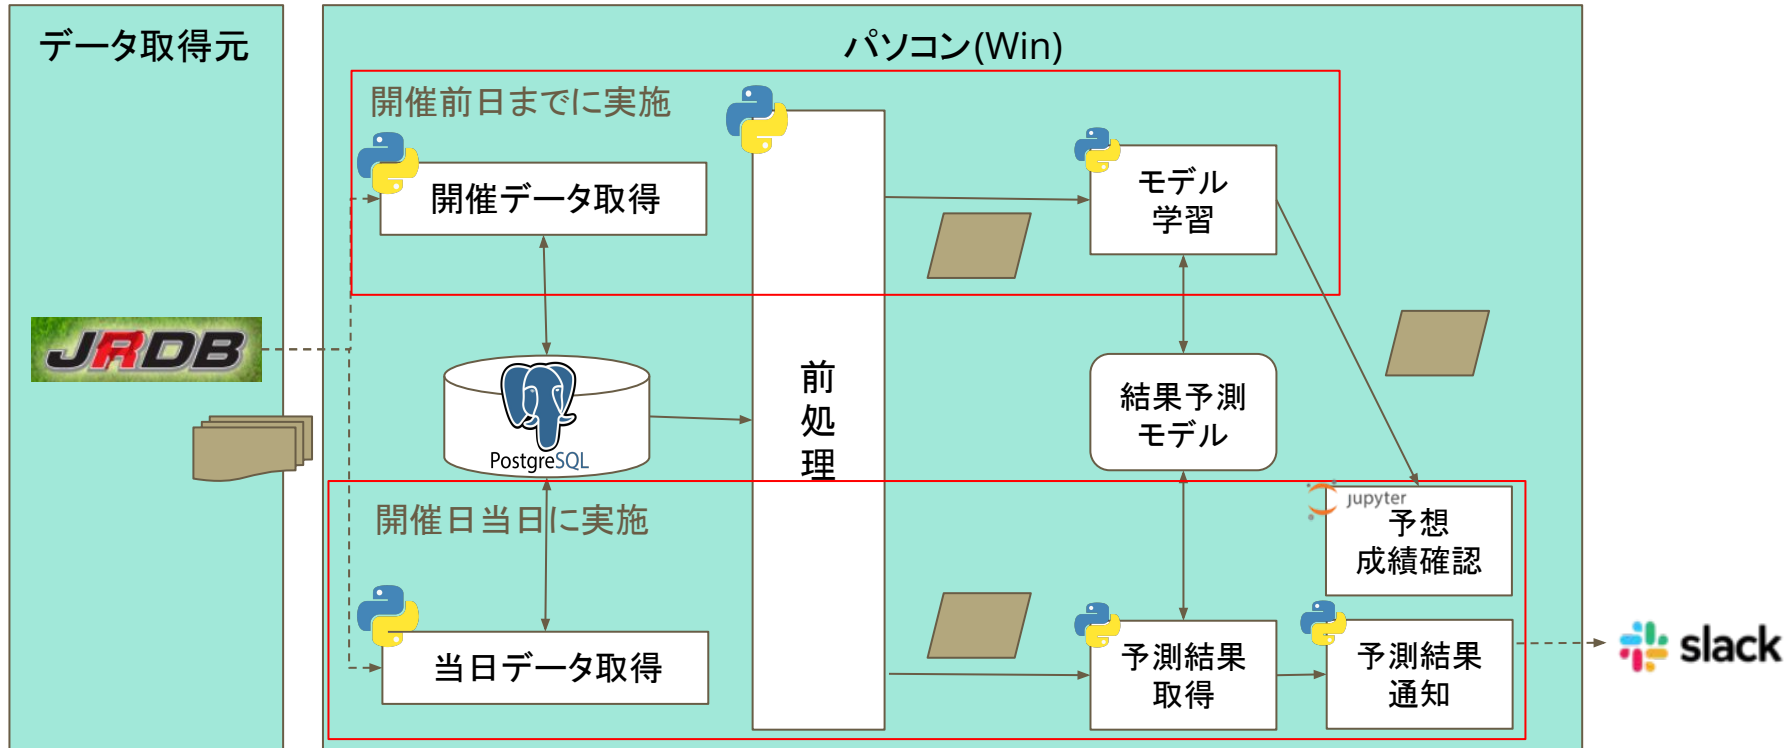 データ取得元
パソコン(Win)
開催前日までに実施
開催データ取得
モデル
学習
JRDB
前
処
理
結果予測
モデル
PostgreSQL
開催日当日に実施
jupyter
予想
成績確認
当日データ取得
予測結果
取得
予測結果
通知
slack